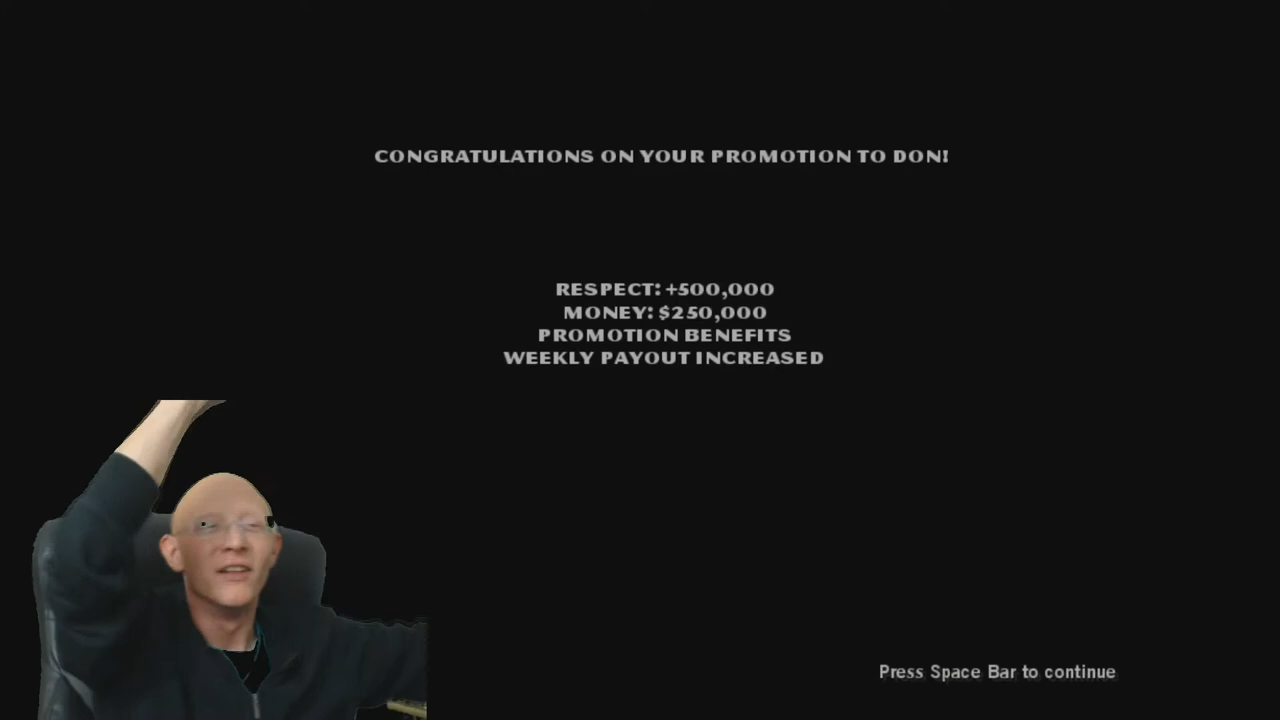 CONGRATULATIONS ON YOUR PROMOTION TO DON!
RESPECT: +500,000
MONEY: $250,000
PROMOTION BENEFITS
WEEKLY PAYOUT INCREASED
Press Space Bar to continue